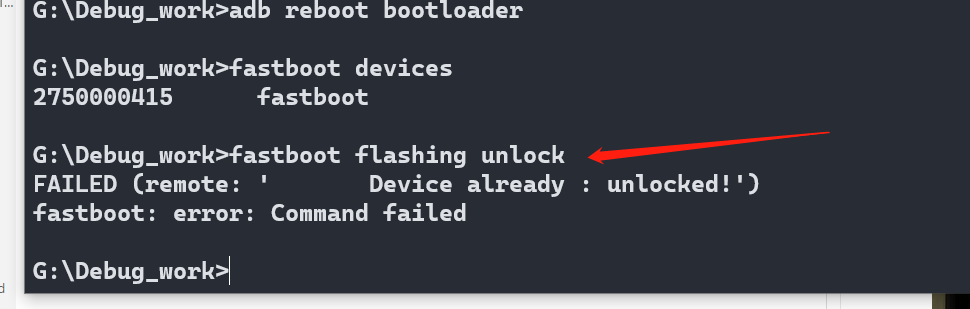 G:\Debug_work>adb reboot bootloader
G:\Debug_work>fastboot devices
2750000415 fastboot
G:\Debug_work>fastboot flashing unlock
FAILED (remote: ' Device already : unlocked!')
fastboot: error: Command failed
G:\Debug_work>